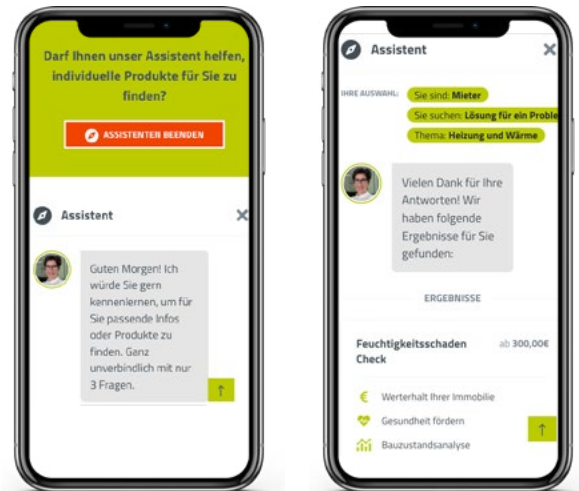 Darf Ihnen unser Assistent helfen,
individuelle Produkte für Sie zu
finden?
ASSISTENTEN BEENDEN
Assistent
Guten Morgen! Ich
würde Sie gern
kennenlernen, um für
Sie passende Infos
oder Produkte zu
finden. Ganz
unverbindlich mit nur
3 Fragen.
Assistent
IHRE AUSWAHL:
Sie sind: Mieter
Sie suchen: Lösung für ein Proble
Thema: Heizung und Wärme
Vielen Dank für Ihre
Antworten! Wir
haben folgende
Ergebnisse für Sie
gefunden:
ERGEBNISSE
Feuchtigkeitsschaden ab 300,00€
Check
Werterhalt Ihrer Immobilie
Gesundheit fördern
Bauzustandsanalyse